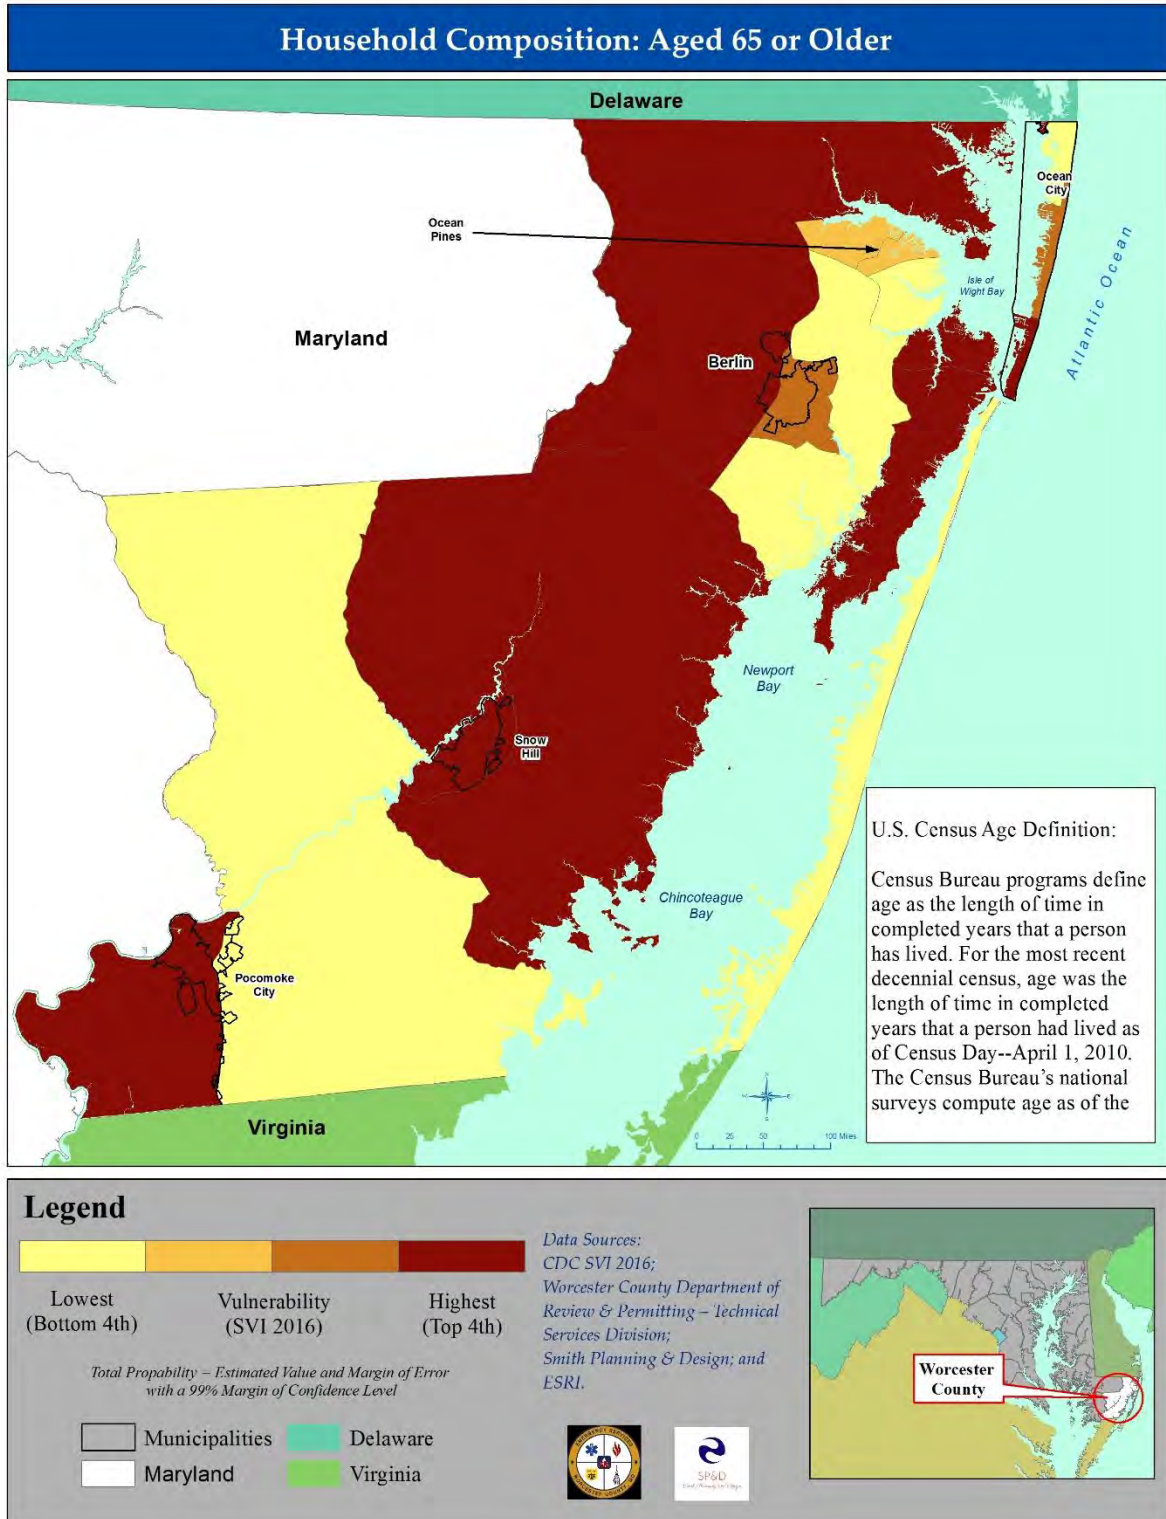 Household Composition: Aged 65 or Older
Delaware
Ocean
City
Ocean
Pines
Isle of
Wight Bay
Atlantic Ocean
Maryland
Berlin
Newport
Bay
Snow
Hill
Chincoteague
Bay
Pocomoke
City
Virginia
U.S. Census Age Definition:
Census Bureau programs define
age as the length of time in
completed years that a person
has lived. For the most recent
decennial census, age was the
length of time in completed
years that a person had lived as
of Census Day--April 1, 2010.
The Census Bureau's national
surveys compute age as of the
N
W E
S
0 25 50 100 Miles
Legend
Lowest
(Bottom 4th)
Vulnerability
(SVI 2016)
Highest
(Top 4th)
Total Propability – Estimated Value and Margin of Error
with a 99% Margin of Confidence Level
Municipalities
Delaware
Maryland
Virginia
Data Sources:
CDC SVI 2016;
Worcester County Department of
Review & Permitting – Technical
Services Division;
Smith Planning & Design; and
ESRI.
EMERGENCY SERVICES
WORCESTER COUNTY, MD
SP&D
Worcester
County